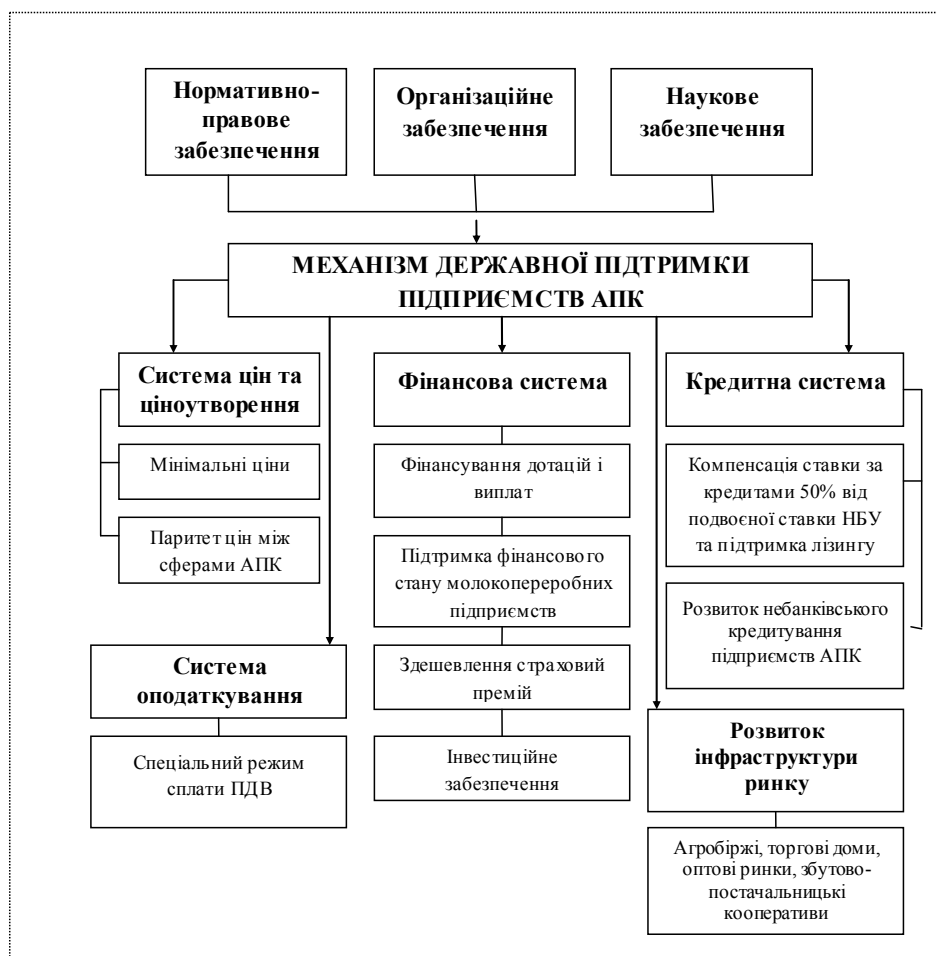 Нормативно-
правове
забезпечення
Організаційне
забезпечення
Наукове
забезпечення
МЕХАНІЗМ ДЕРЖАВНОЇ ПІДТРИМКИ
ПІДПРИЄМСТВ АПК
Система цін та
ціноутворення
Мінімальні ціни
Паритет цін між
сферами АПК
Фінансова система
Фінансування дотацій і
виплат
Підтримка фінансового
стану молокопереробних
підприємств
Здешевлення страховий
премій
Інвестиційне
забезпечення
Кредитна система
Компенсація ставки за
кредитами 50% від
подвоєної ставки НБУ
та підтримка лізингу
Розвиток небанківського
кредитування
підприємств АПК
Система
оподаткування
Спеціальний режим
сплати ПДВ
Розвиток
інфраструктури
ринку
Агробіржі, торгові доми,
оптові ринки, збутово-
постачальницькі
кооперативи